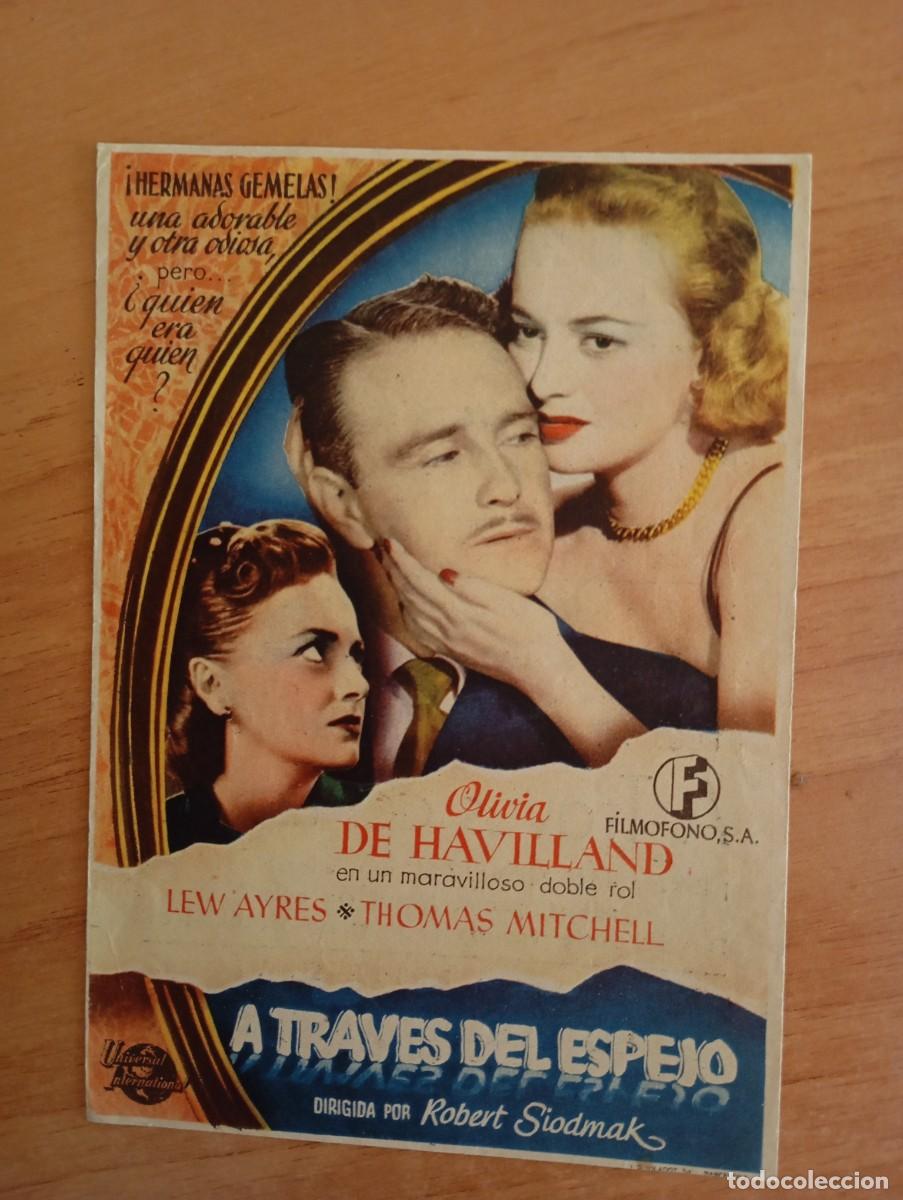 ¡HERMANAS GEMELAS!
una adorable
y otra odiosa,
pero...
¿quien
era
quien
?
Olivia
DE HAVILLAND
en un maravilloso doble rol
LEW AYRES ※ THOMAS MITCHELL
F
FILMOFONO, S.A.
A TRAVES DEL ESPEJO
DIRIGIDA POR Robert Siodmak
Universal
International
todocoleccion